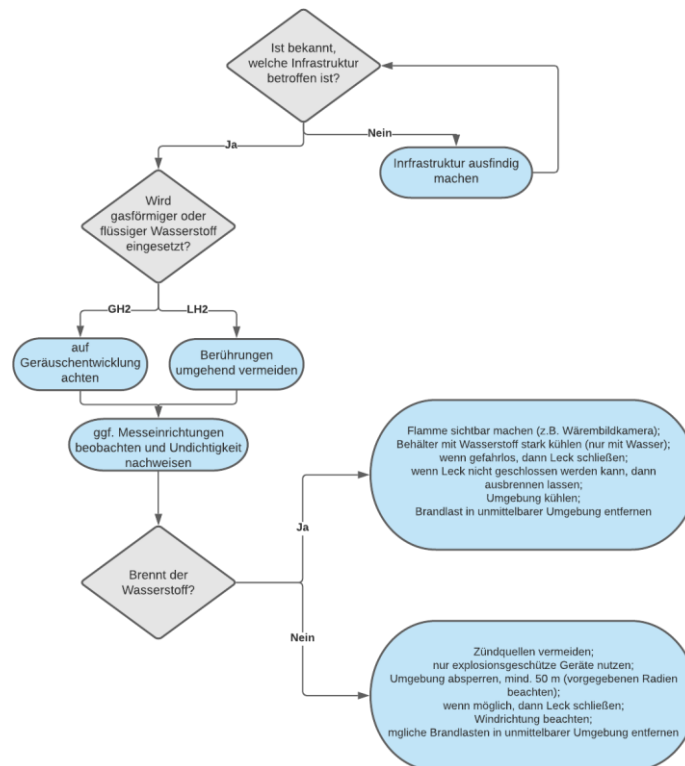 Ist bekannt,
welche Infrastruktur
betroffen ist?
Nein
Ja
Inrfrastruktur ausfindig
machen
Wird
gasförmiger oder
flüssiger Wasserstoff
eingesetzt?
GH2
LH2
auf
Geräuschentwicklung
achten
Berührungen
umgehend vermeiden
ggf. Messeinrichtungen
beobachten und Undichtigkeit
nachweisen
Flamme sichtbar machen (z.B. Wärembildkamera);
Behälter mit Wasserstoff stark kühlen (nur mit Wasser);
wenn gefahrlos, dann Leck schließen;
wenn Leck nicht geschlossen werden kann, dann
ausbrennen lassen;
Umgebung kühlen;
Brandlast in unmittelbarer Umgebung entfernen
Ja
Brennt der
Wasserstoff?
Nein
Zündquellen vermeiden;
nur explosionsgeschütze Geräte nutzen;
Umgebung absperren, mind. 50 m (vorgegebenen Radien
beachten);
wenn möglich, dann Leck schließen;
Windrichtung beachten;
mgliche Brandlasten in unmittelbarer Umgebung entfernen